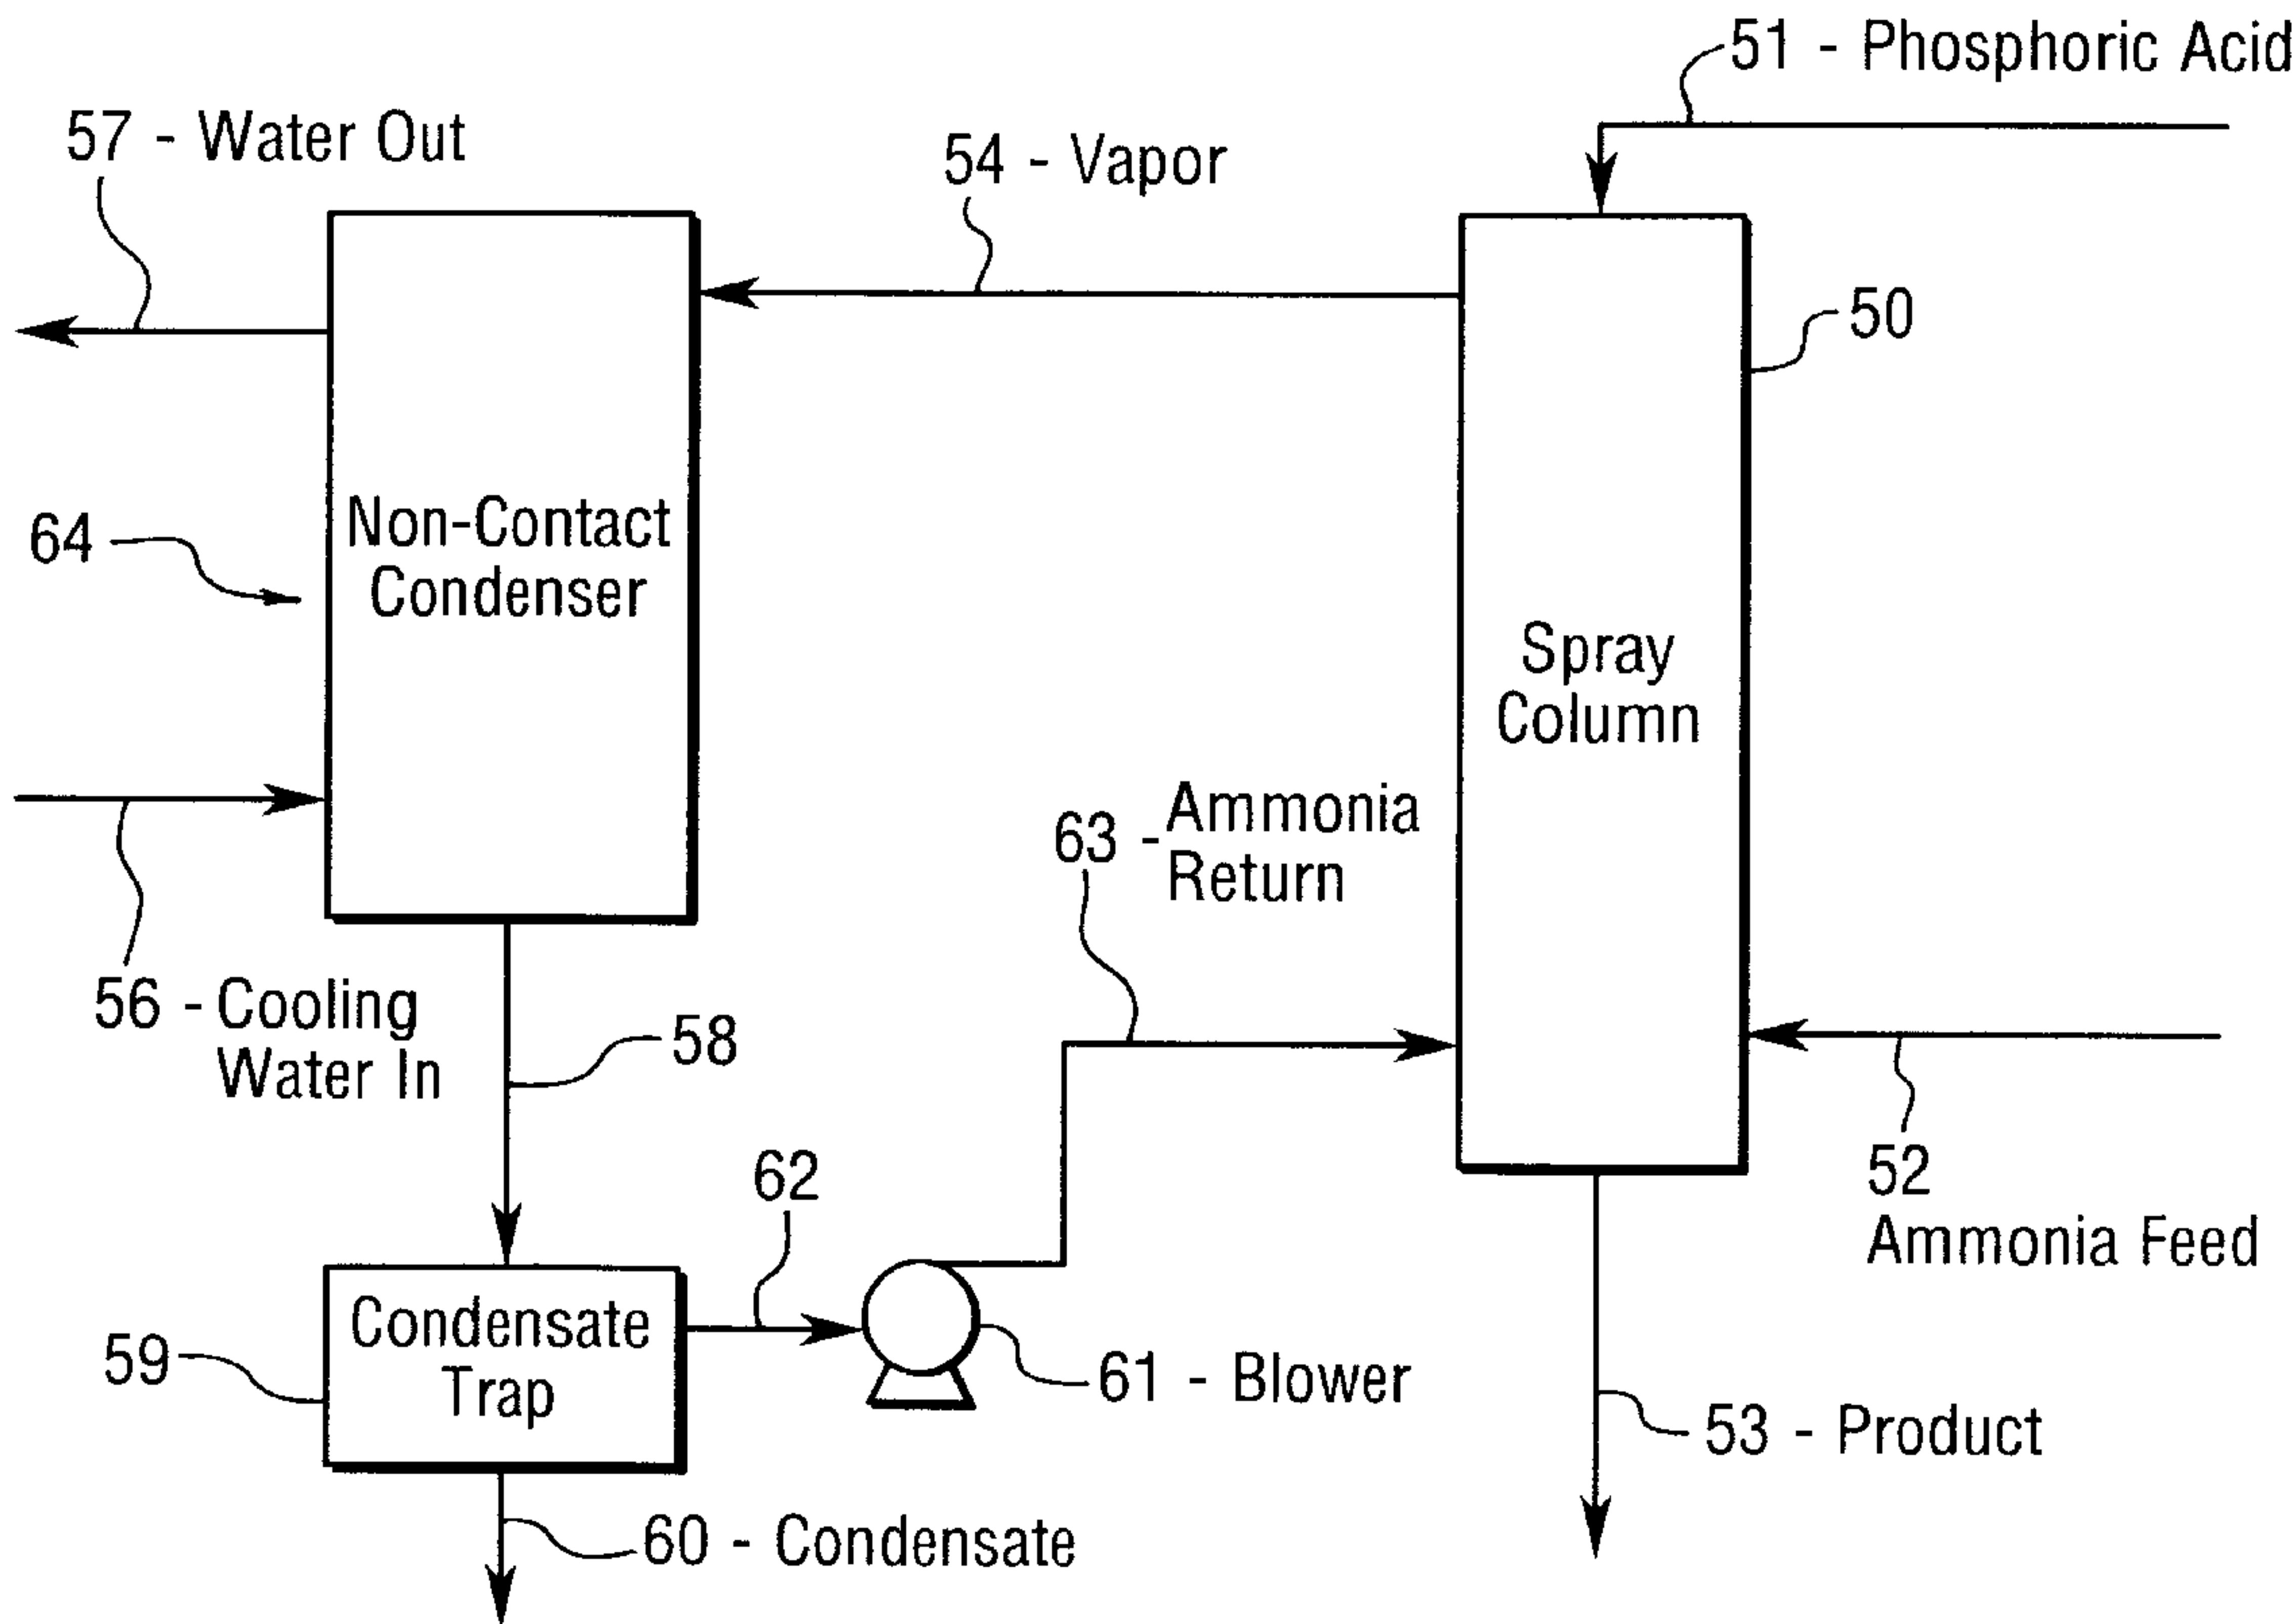 51 - Phosphoric Acid
57 - Water Out
54 - Vapor
50
64
Non-Contact
Condenser
Spray
Column
63 - Ammonia
Return
56 - Cooling
Water In
58
52
Ammonia Feed
62
Condensate
Trap
59
61 - Blower
53 - Product
60 - Condensate